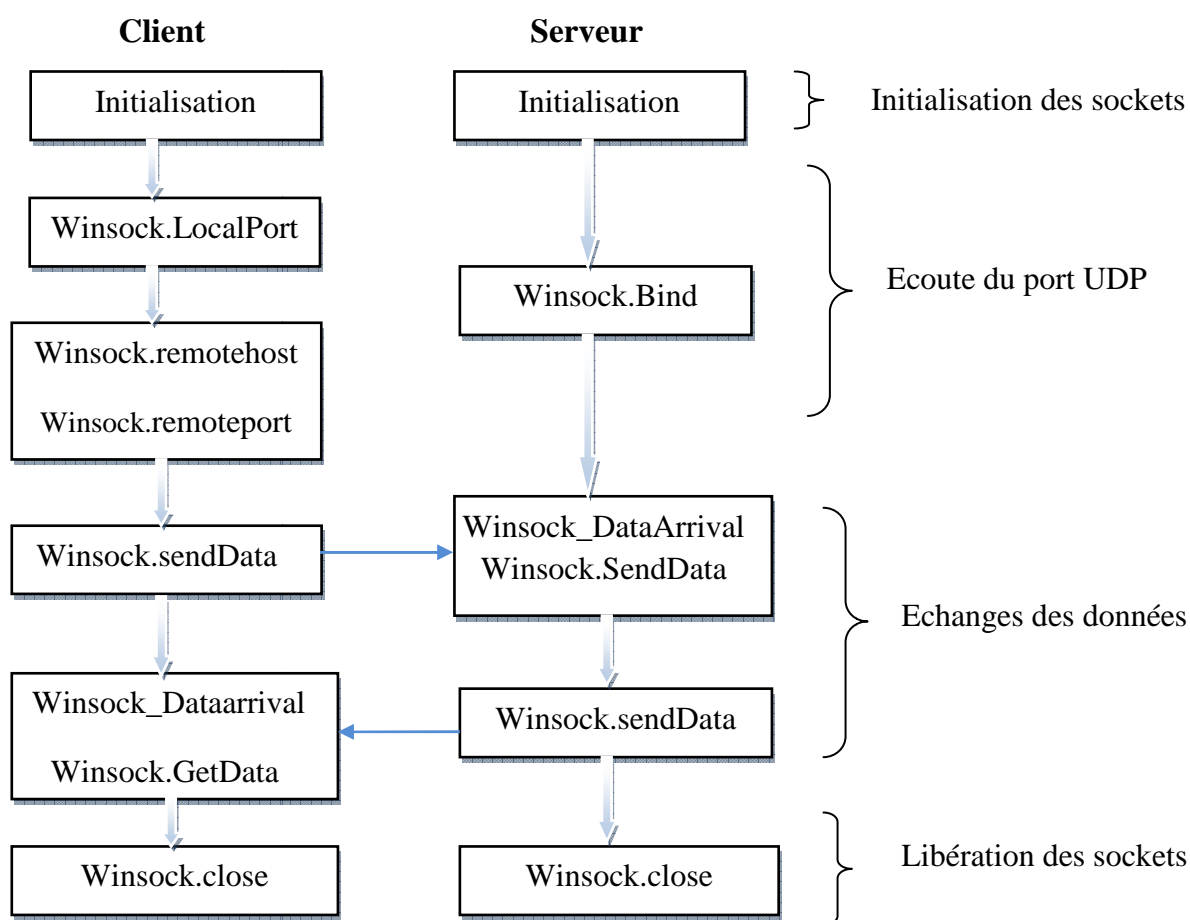 Client
Serveur
Initialisation
Initialisation
Initialisation des sockets
Winsock.LocalPort
Winsock.Bind
Ecoute du port UDP
Winsock.remotehost
Winsock.remoteport
Winsock.sendData
Winsock_DataArrival
Winsock.SendData
Echanges des données
Winsock_Dataarrival
Winsock.GetData
Winsock.sendData
Winsock.close
Winsock.close
Libération des sockets